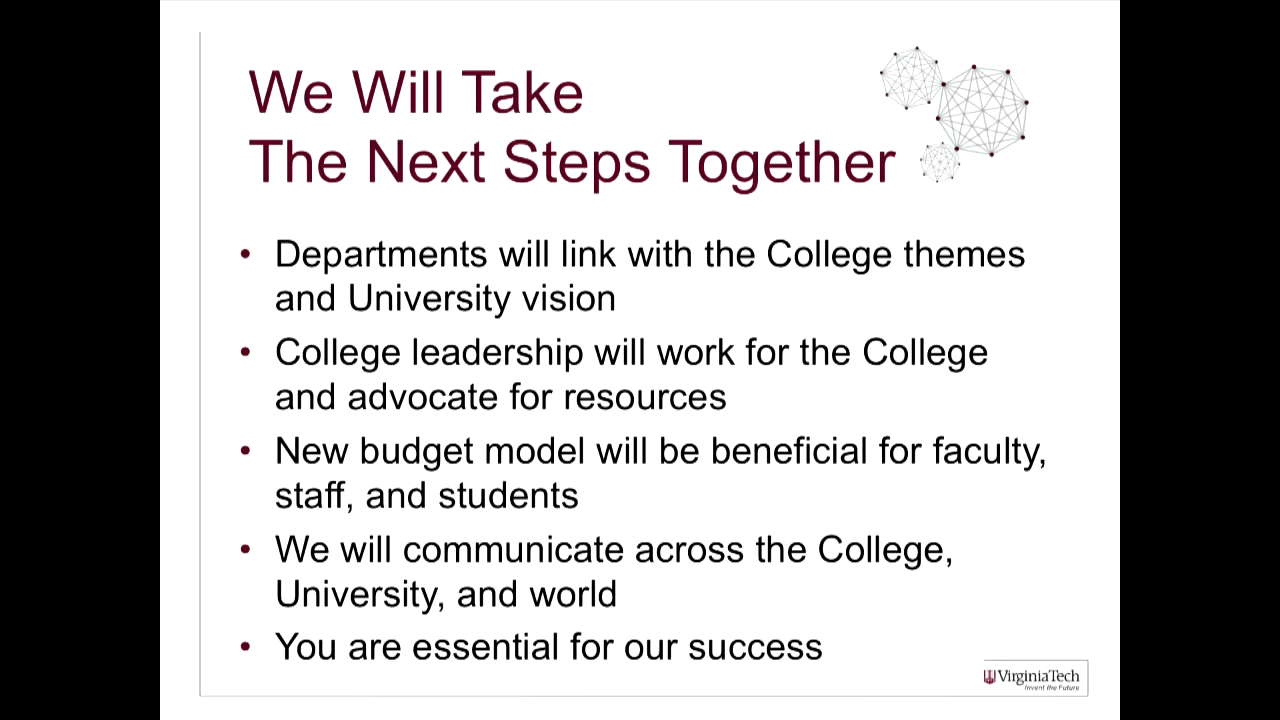 We Will Take
The Next Steps Together
• Departments will link with the College themes
and University vision
• College leadership will work for the College
and advocate for resources
• New budget model will be beneficial for faculty,
staff, and students
• We will communicate across the College,
University, and world
• You are essential for our success
VirginiaTech
Invent the Future